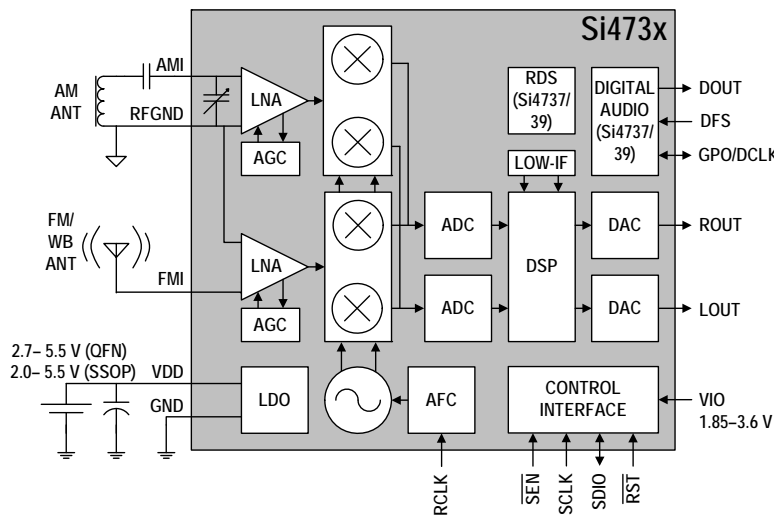 Si473x
AMI
AM
ANT
RFGND
LNA
AGC
RDS
(Si4737/
39)
DIGITAL
AUDIO
(Si4737/
39)
DOUT
DFS
GPO/DCLK
LOW-IF
FM/
WB
ANT
FMI
LNA
AGC
ADC
ADC
DSP
DAC
DAC
ROUT
LOUT
2.7– 5.5 V (QFN)
2.0– 5.5 V (SSOP)
VDD
GND
LDO
AFC
CONTROL
INTERFACE
VIO
1.85–3.6 V
RCLK
SEN
SCLK
SDIO
RST